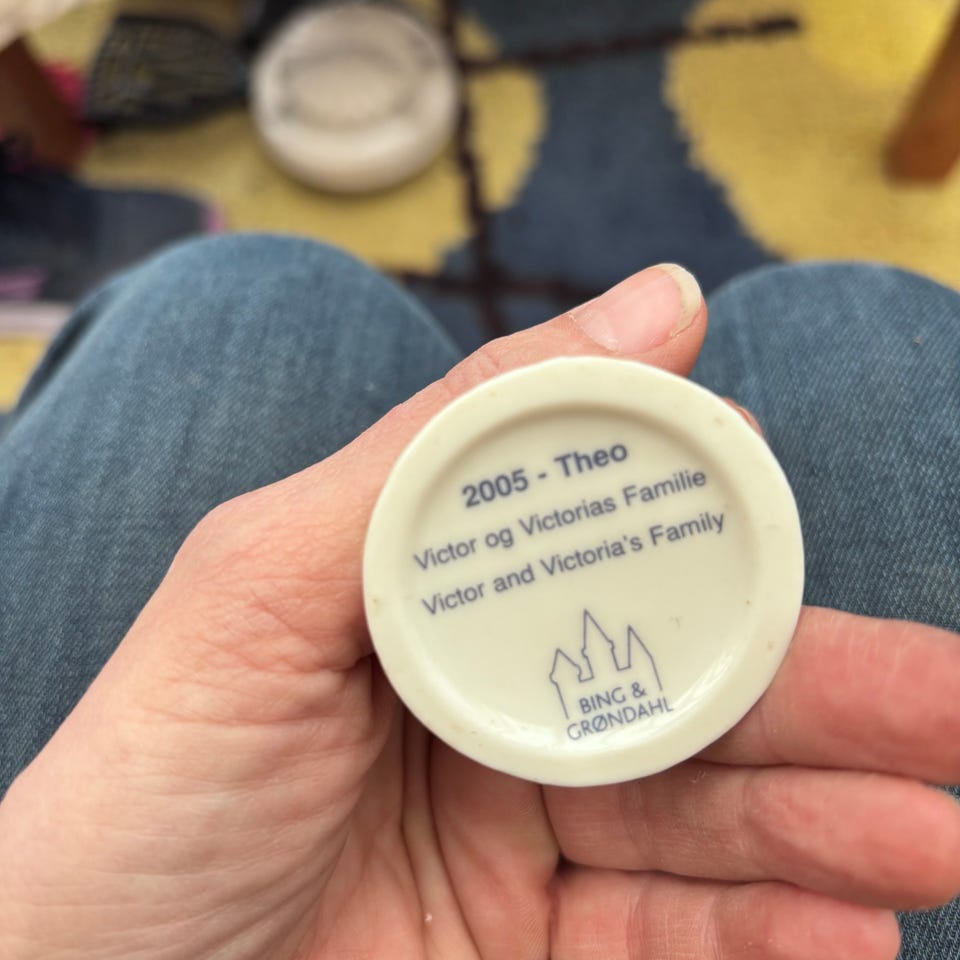 2005 - Theo
Victor og Victorias Familie
Victor and Victoria's Family
BING &
GRØNDAHL